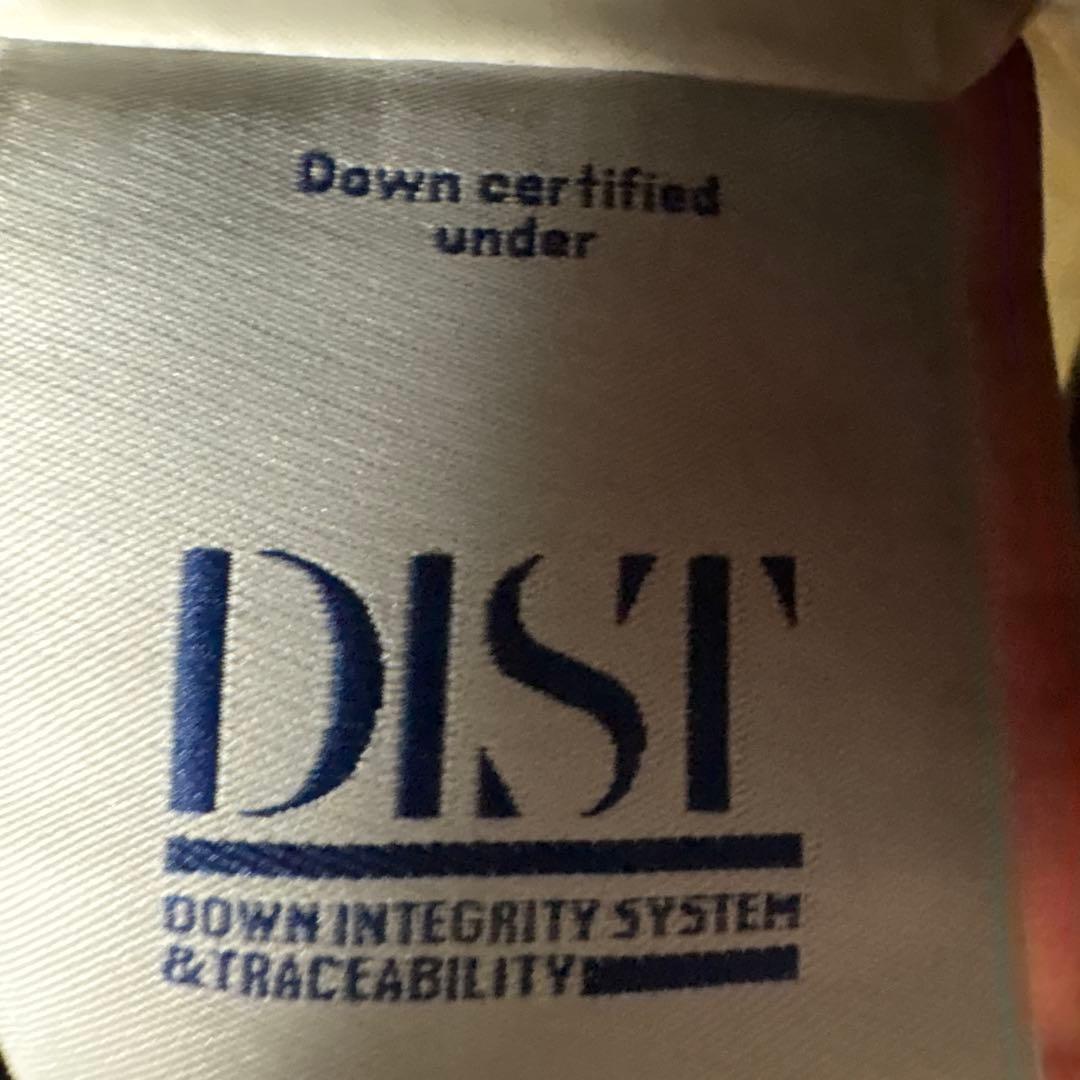 Down certified
under
DIST
DOWN INTEGRITY SYSTEM
&TRACEABILITY